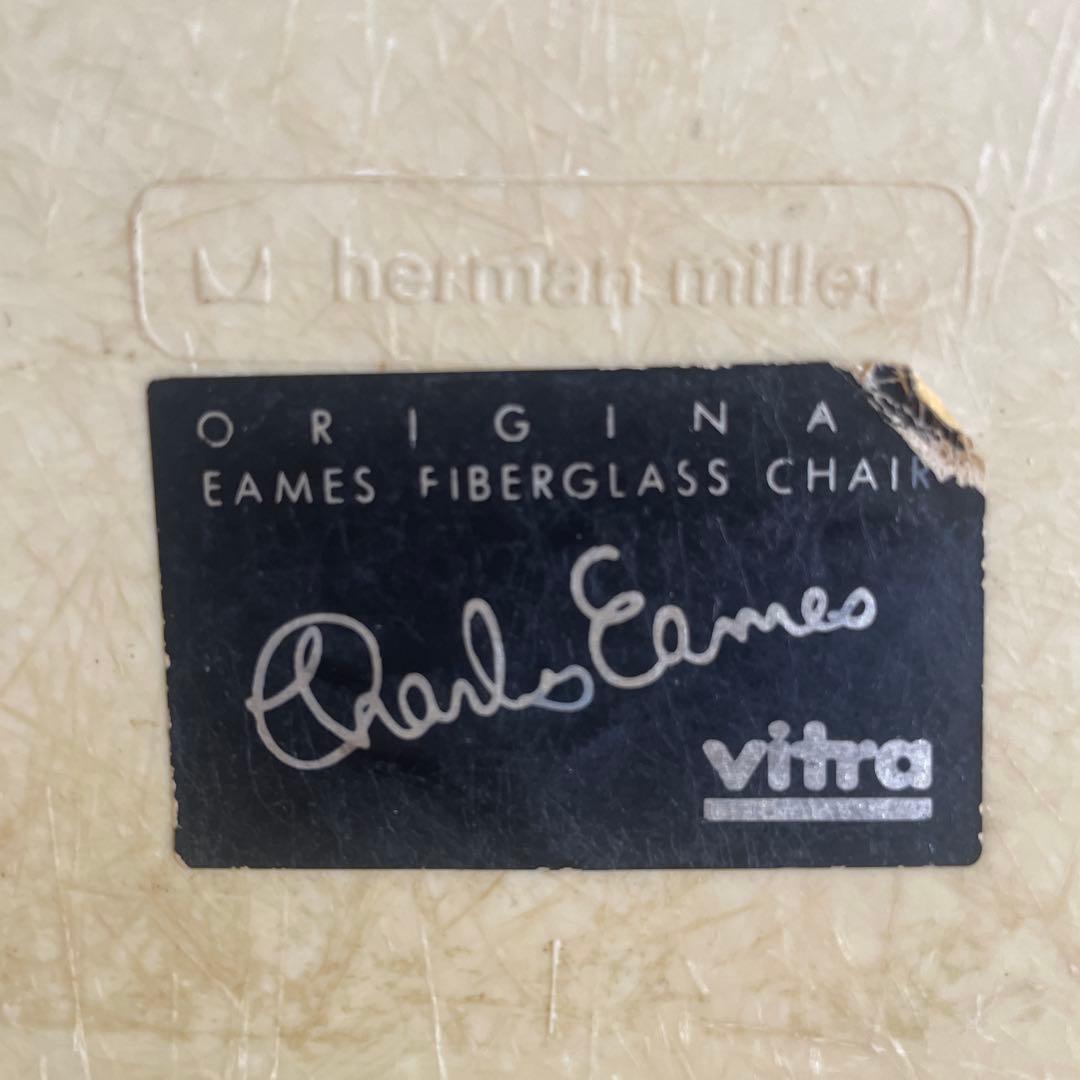 herman miller
ORIGINA
EAMES FIBERGLASS CHAIR
Charles Eames
vitra